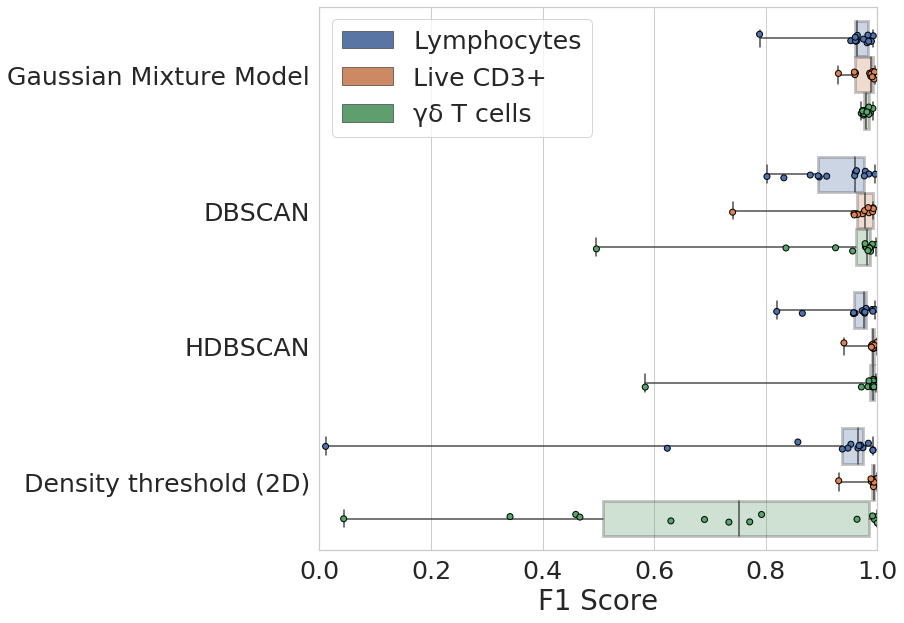 Lymphocytes
Live CD3+
γδ T cells
Gaussian Mixture Model
DBSCAN
HDBSCAN
Density threshold (2D)
0.0 0.2 0.4 0.6 0.8 1.0
F1 Score